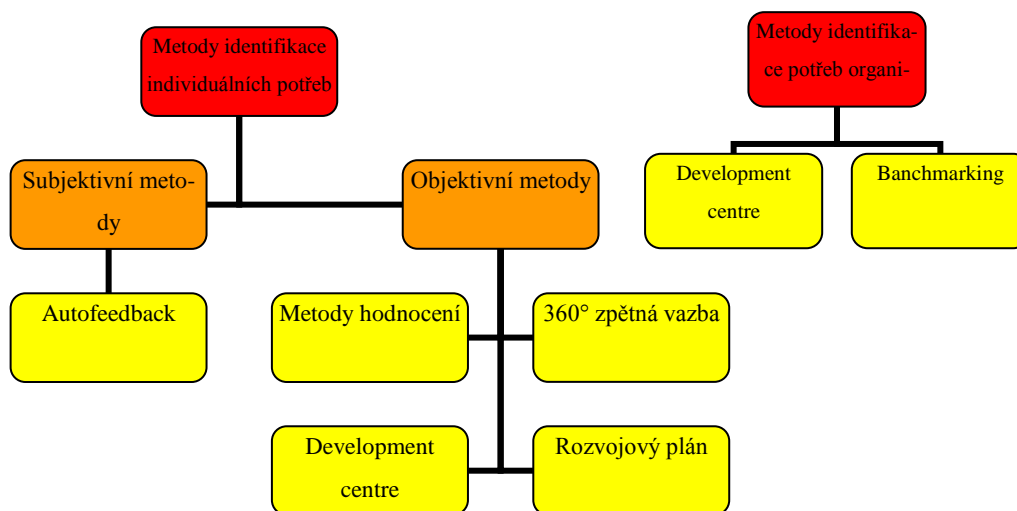 Metody identifikace
individuálních potřeb
Metody identifika-
ce potřeb organi-
Subjektivní meto-
dy
Objektivní metody
Development
centre
Banchmarking
Autofeedback
Metody hodnocení
360° zpětná vazba
Development
centre
Rozvojový plán